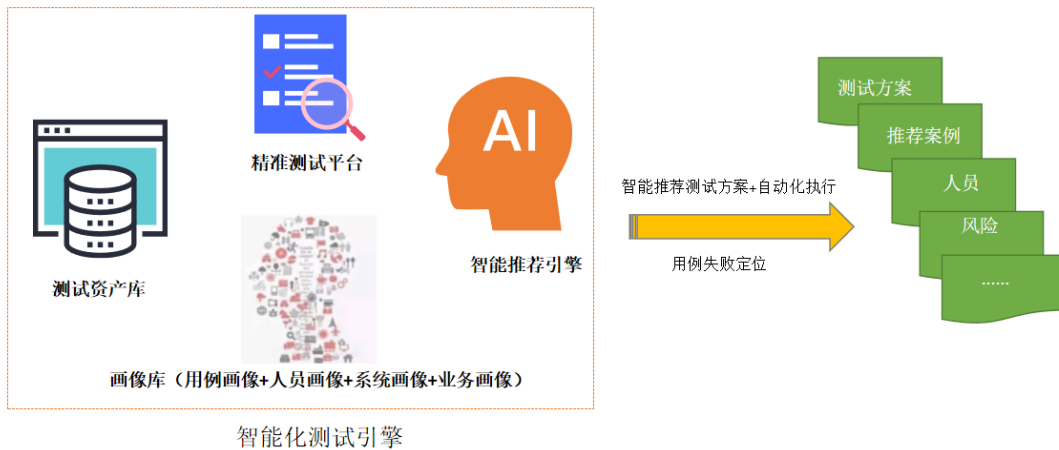 精准测试平台
AI
测试资产库
智能推荐引擎
画像库（用例画像+人员画像+系统画像+业务画像）
智能化测试引擎
智能推荐测试方案+自动化执行
用例失败定位
测试方案
推荐案例
人员
风险
......